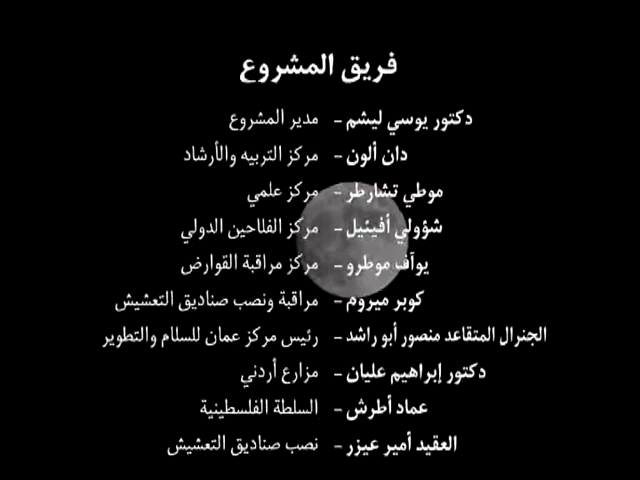 فريق المشروع
دكتور يوسي ليشم - مدير المشروع
دان ألون - مركز التربيه والأرشاد
موطي تشارطر - مركز علمي
شؤولي أفيئيل - مركز الفلاحين الدولي
يوآف موطرو - مركز مراقبة القوارض
كوبر ميروم - مراقبة ونصب صناديق التعشيش
الجنرال المتقاعد منصور أبو راشد - رئيس مركز عمان للسلام والتطوير
دكتور إبراهيم عليان - مزارع أردني
عماد أطرش - السلطة الفلسطينية
العقيد أمير عيزر - نصب صناديق التعشيش